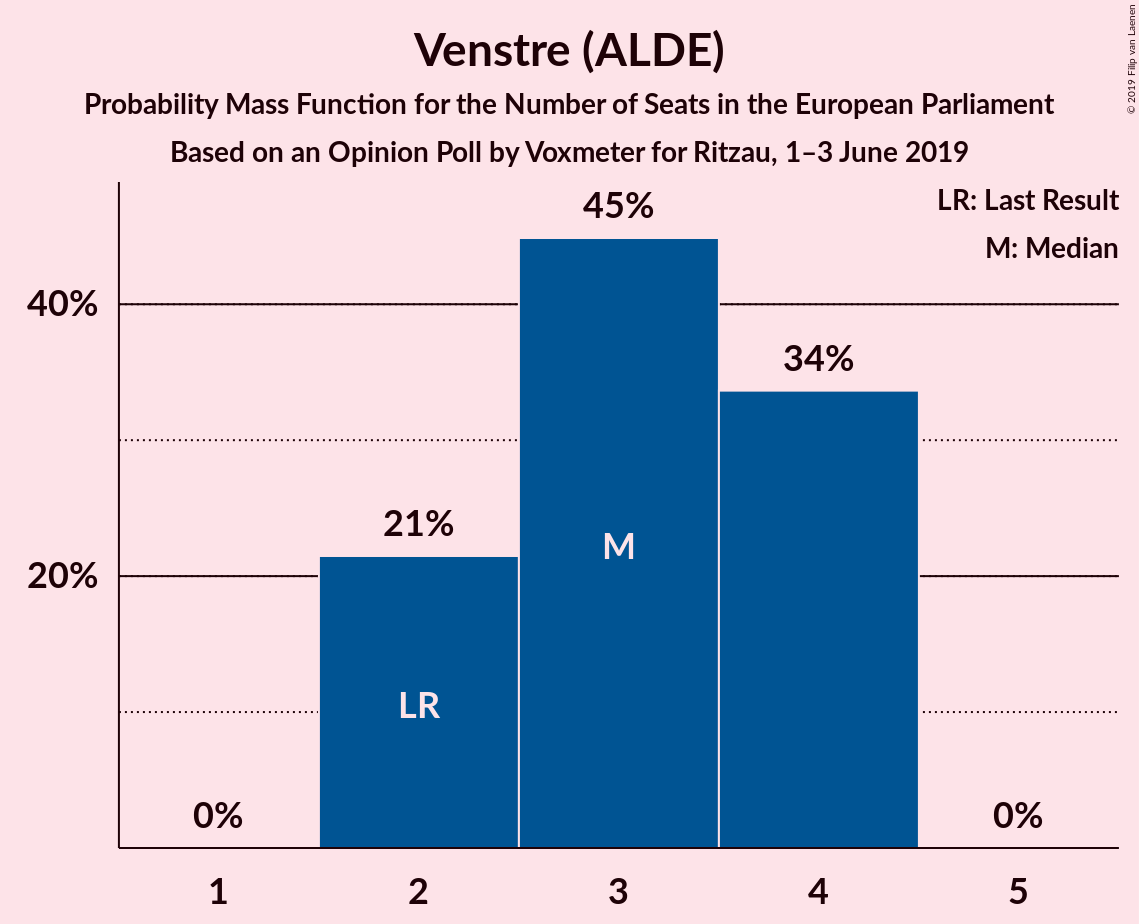 Venstre (ALDE)
Probability Mass Function for the Number of Seats in the European Parliament
Based on an Opinion Poll by Voxmeter for Ritzau, 1–3 June 2019
© 2019 Filip van Laenen
LR: Last Result
M: Median
45%
40%
34%
21%
20%
M
LR
0%
0%
1
2
3
4
5